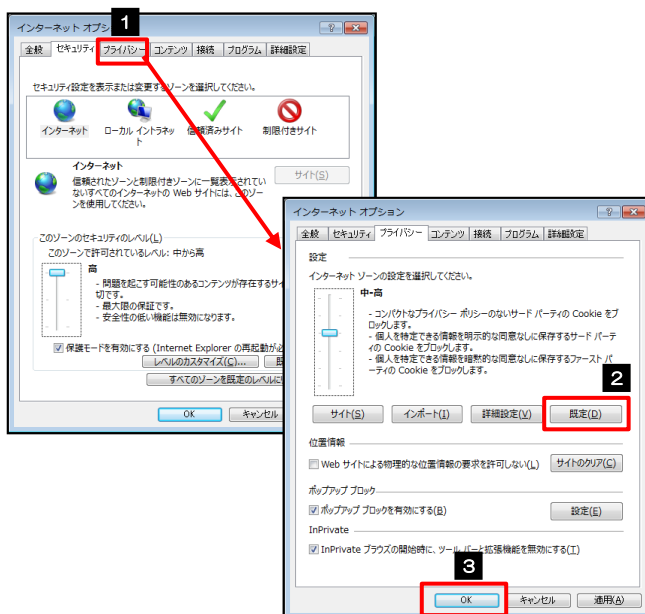 1
インターネット オプシ
全般 セキュリティ プライバシー コンテンツ 接続 プログラム 詳細設定
セキュリティ設定を表示または変更するゾーンを選択してください。
インターネット ローカル イントラネット 信頼済みサイト 制限付きサイト
インターネット
信頼されたゾーンと制限付きゾーンに一覧表示されてい
ないすべてのインターネットの Web サイトには、このゾー
ンを使用してください。
サイト(S)
このゾーンのセキュリティのレベル(L)
このゾーンで許可されているレベル: 中から高
高
- 問題を起こす可能性のあるコンテンツが存在するサイ
切です。
- 最大限の保証です。
- 安全性の低い機能は無効になります。
保護モードを有効にする (Internet Explorer の再起動が必
レベルのカスタマイズ(C)... 既
すべてのゾーンを既定のレベルに
OK キャンセル
インターネット オプション
全般 セキュリティ プライバシー コンテンツ 接続 プログラム 詳細設定
設定
インターネット ゾーンの設定を選択してください。
中-高
- コンパクトなプライバシー ポリシーのないサード パーティの Cookie をブ
ロックします。
- 個人を特定できる情報を明示的な同意なしに保存するサード パーテ
ィの Cookie をブロックします。
- 個人を特定できる情報を暗黙的な同意なしに保存するファースト パ
ーティの Cookie をブロックします。
2
サイト(S) インポート(I) 詳細設定(V) 既定(D)
位置情報
Web サイトによる物理的な位置情報の要求を許可しない(L) サイトのクリア(C)
ポップアップ ブロック
ポップアップ ブロックを有効にする(B) 設定(E)
InPrivate
InPrivate ブラウズの開始時に、ツール バーと拡張機能を無効にする(T)
3
OK キャンセル 適用(A)